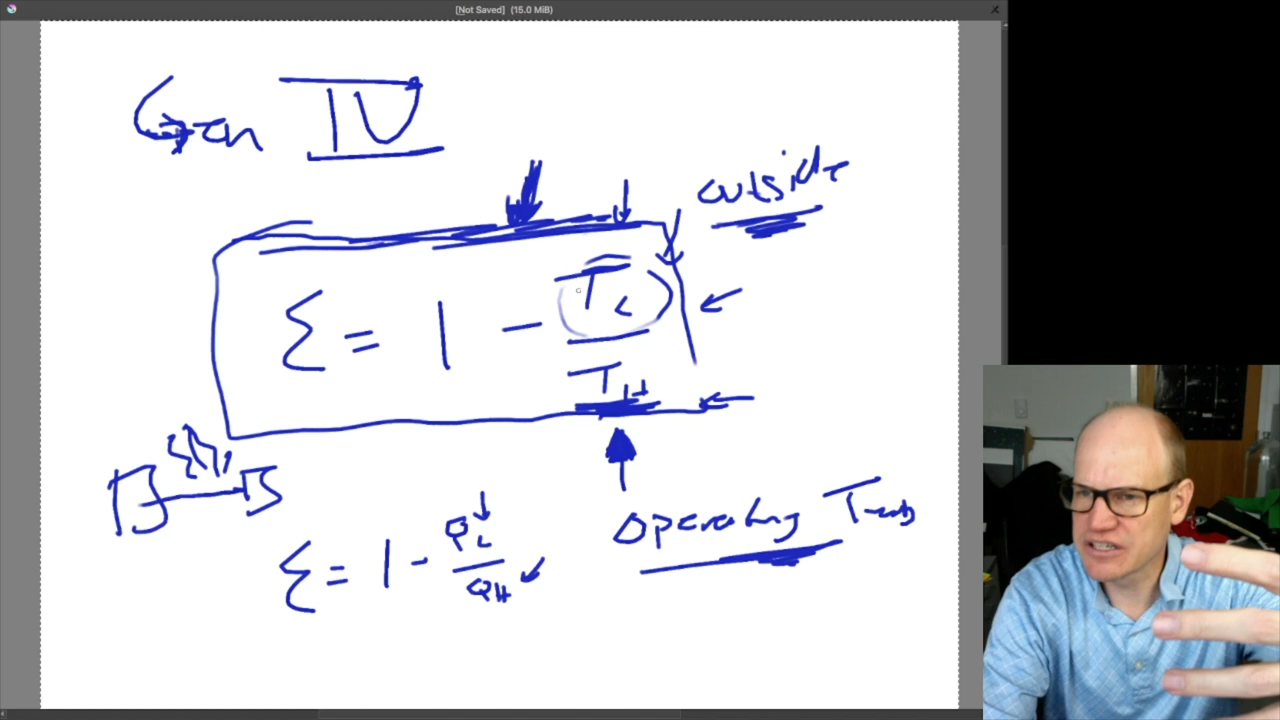 [Not Saved] (15.0 MiB)
Gen IV
outside
ε = 1 - T_L / T_H
Operating Temp
ε = 1 - Q_L / Q_H